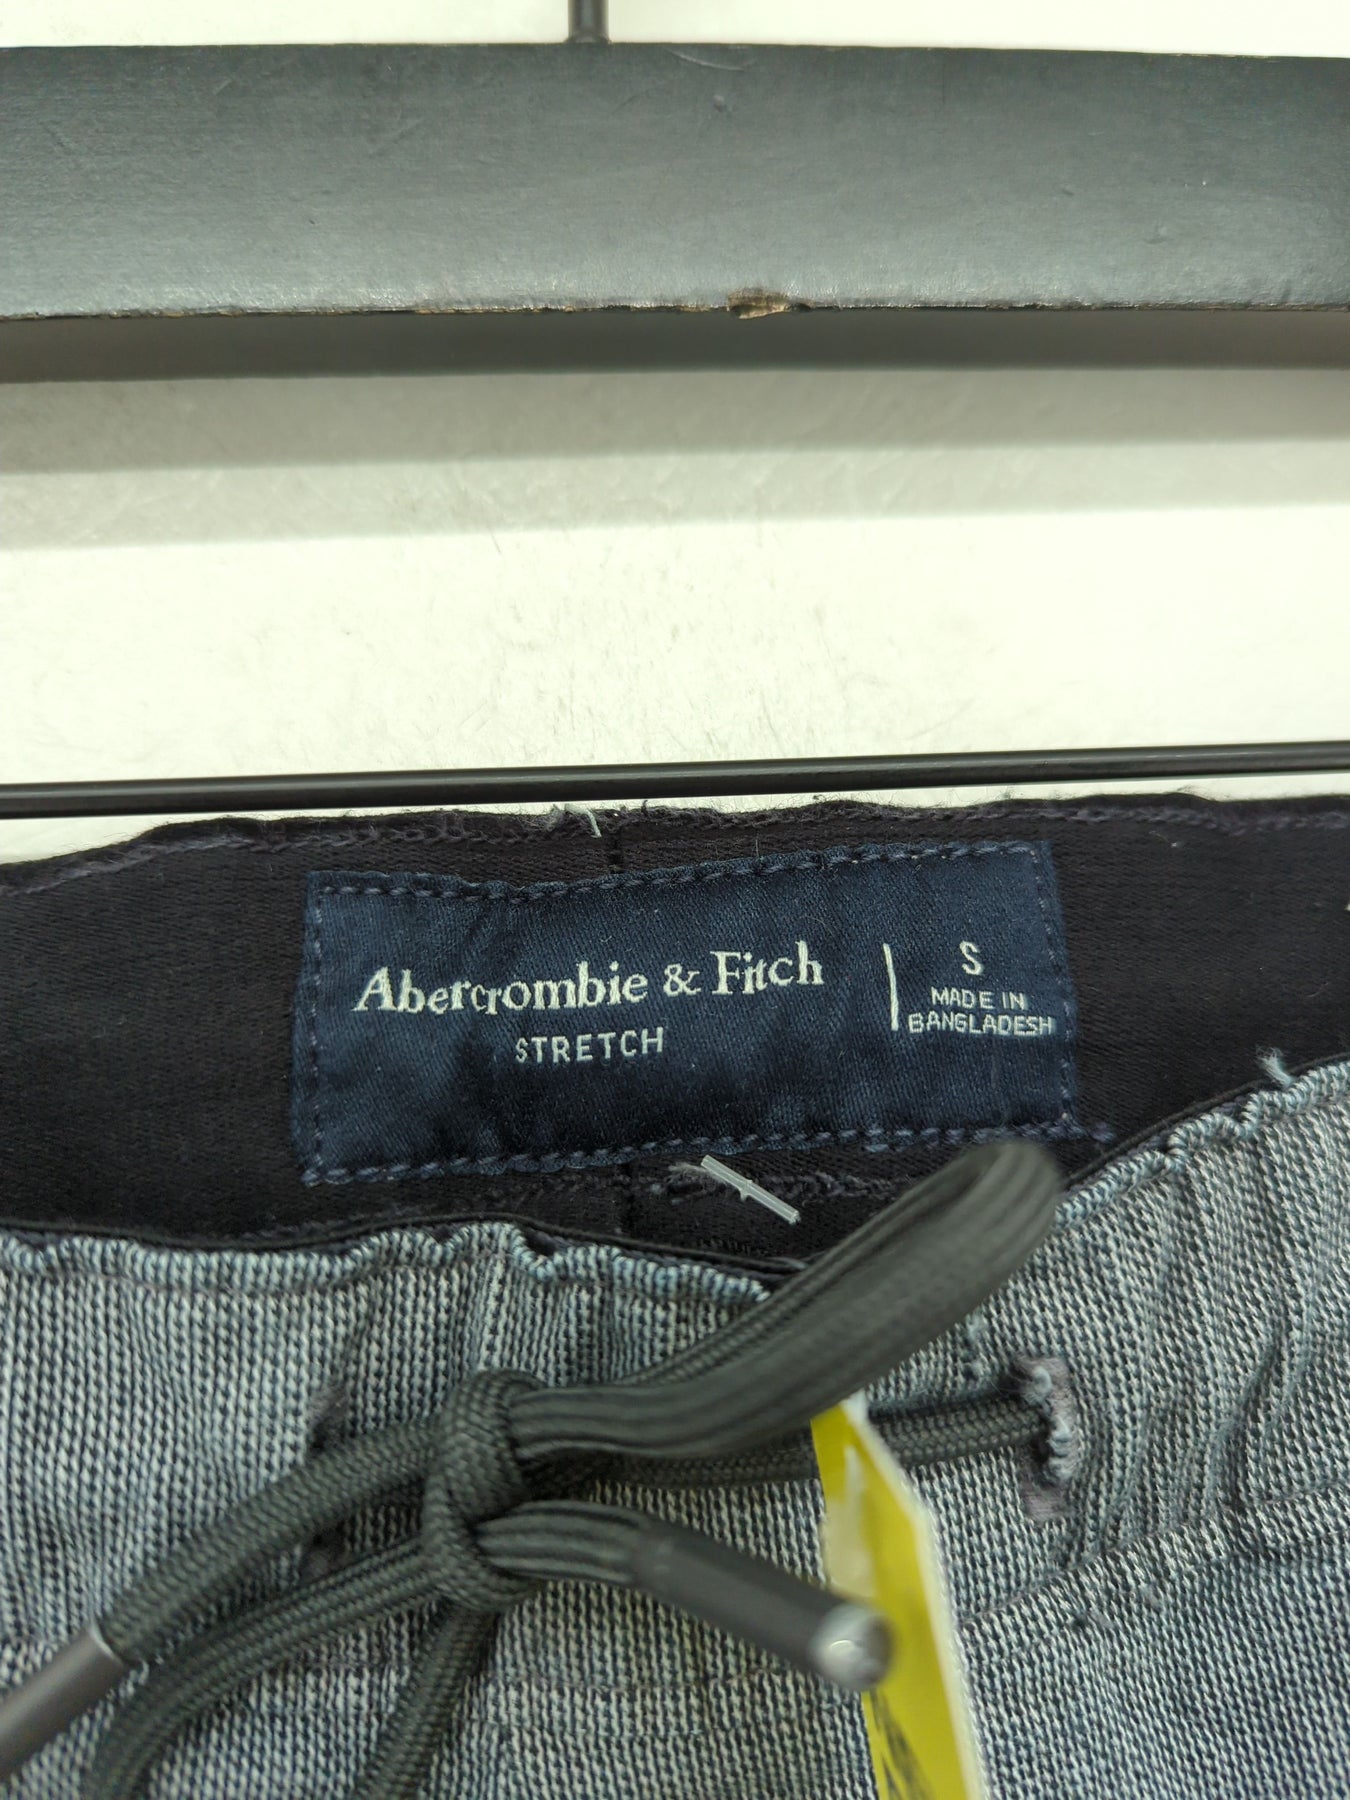 Abercrombie & Fitch
STRETCH
S
MADE IN
BANGLADESH